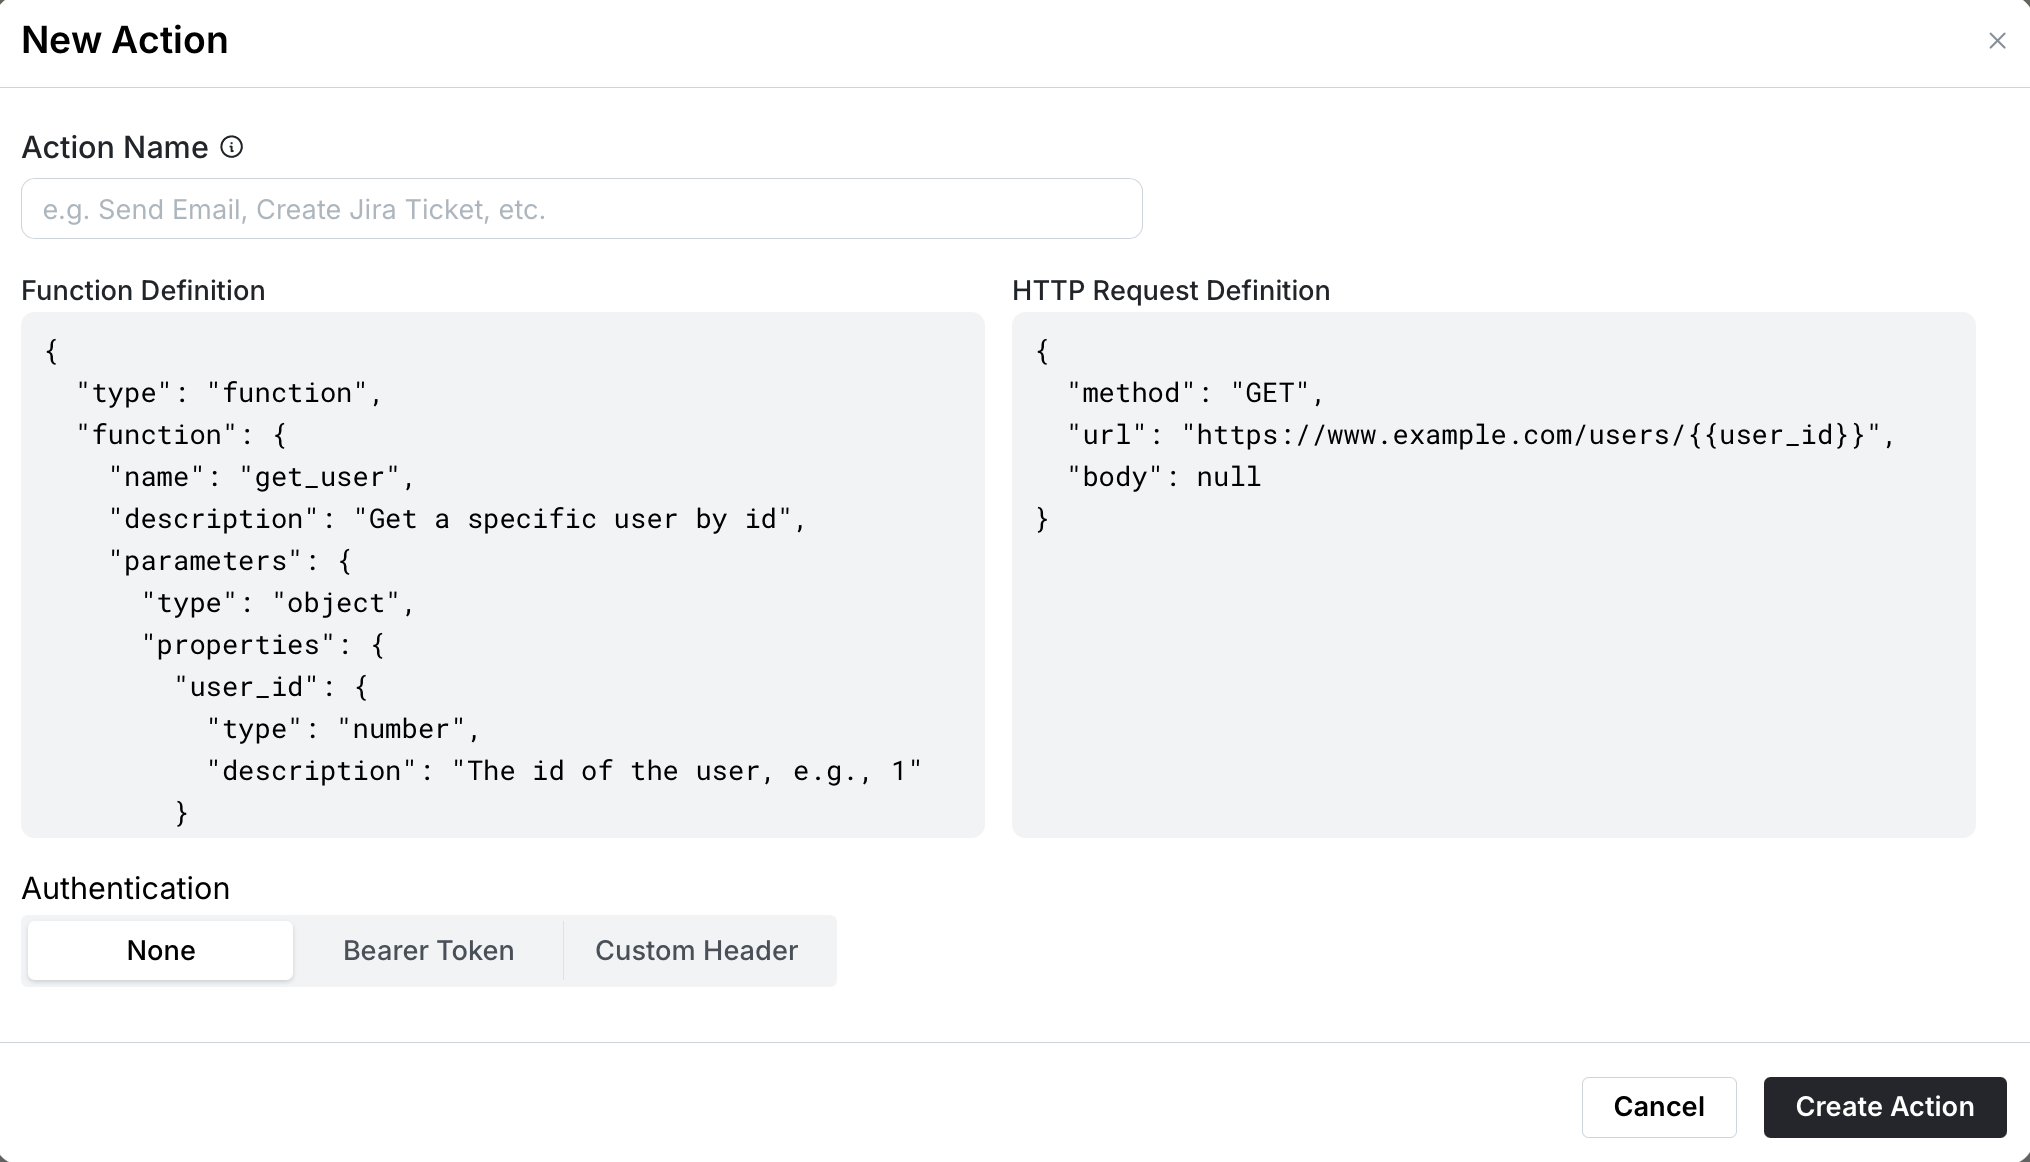 New Action
Action Name
e.g. Send Email, Create Jira Ticket, etc.
Function Definition
{
  "type": "function",
  "function": {
    "name": "get_user",
    "description": "Get a specific user by id",
    "parameters": {
      "type": "object",
      "properties": {
        "user_id": {
          "type": "number",
          "description": "The id of the user, e.g., 1"
        }
HTTP Request Definition
{
  "method": "GET",
  "url": "https://www.example.com/users/{{user_id}}",
  "body": null
}
Authentication
None
Bearer Token
Custom Header
Cancel
Create Action